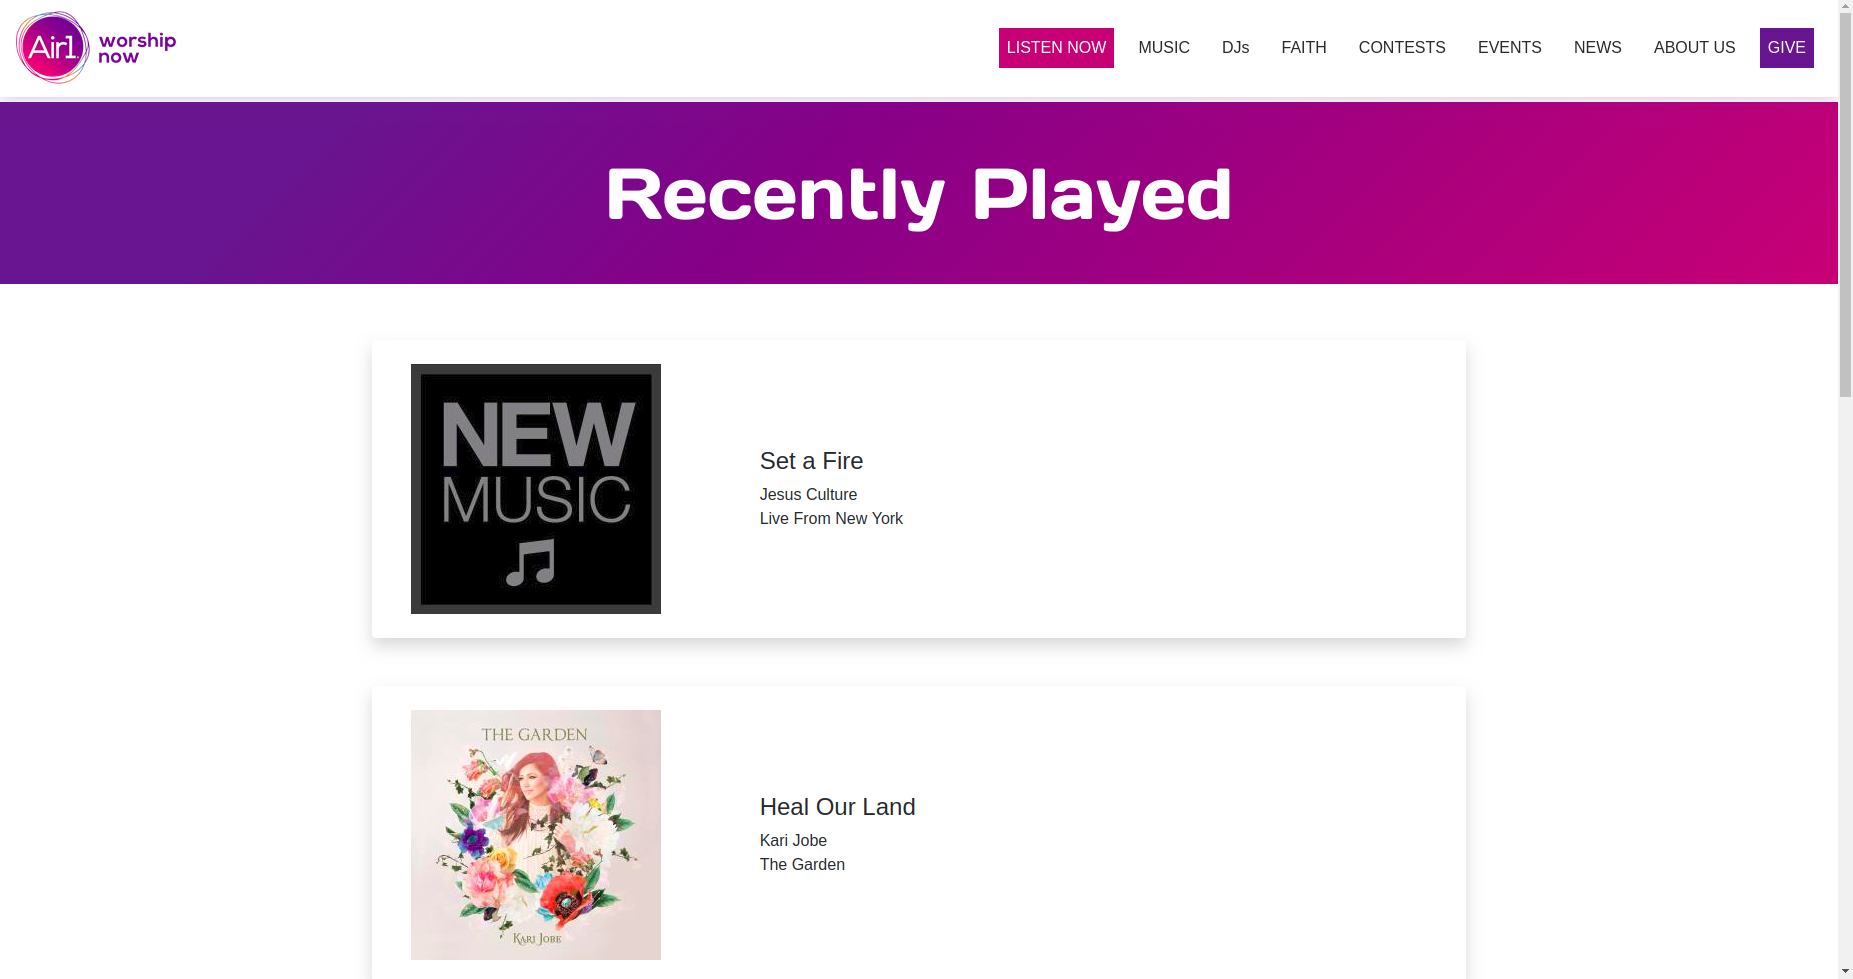 Air1
worship
now
LISTEN NOW
MUSIC
DJs
FAITH
CONTESTS
EVENTS
NEWS
ABOUT US
GIVE
Recently Played
NEW
MUSIC
Set a Fire
Jesus Culture
Live From New York
THE GARDEN
KARI JOBE
Heal Our Land
Kari Jobe
The Garden